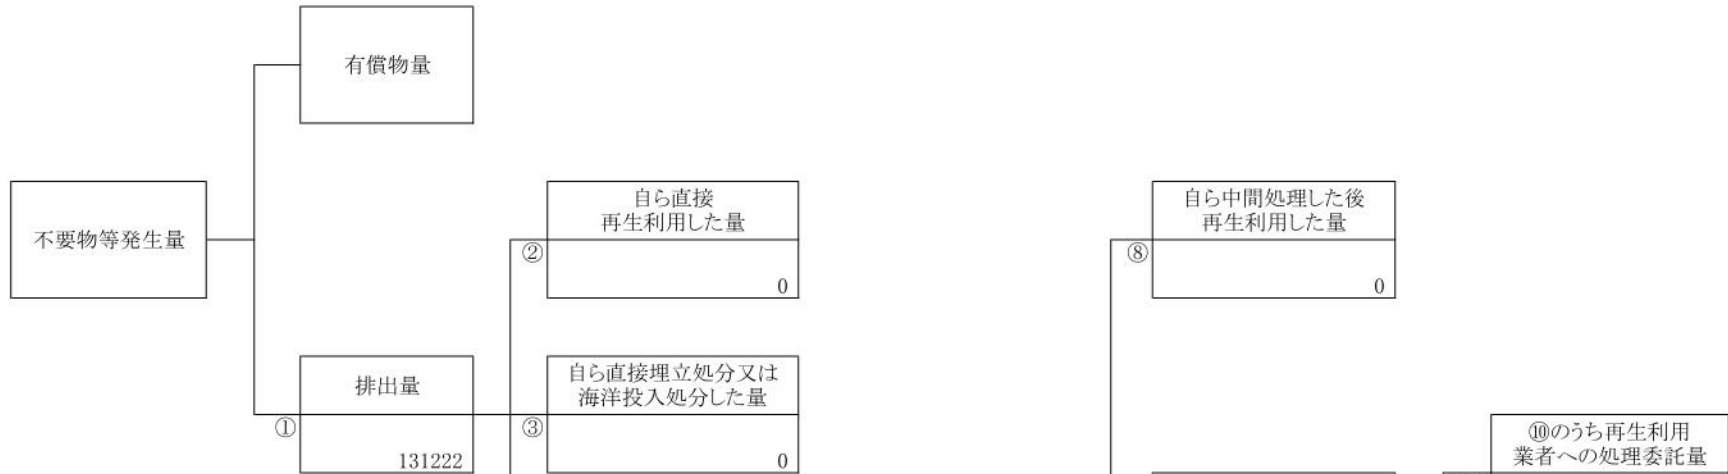 有償物量
不要物等発生量
自ら直接
再生利用した量
②
0
自ら中間処理した後
再生利用した量
⑧
0
排出量
①
131222
自ら直接埋立処分又は
海洋投入処分した量
③
0
⑩のうち再生利用
業者への処理委託量